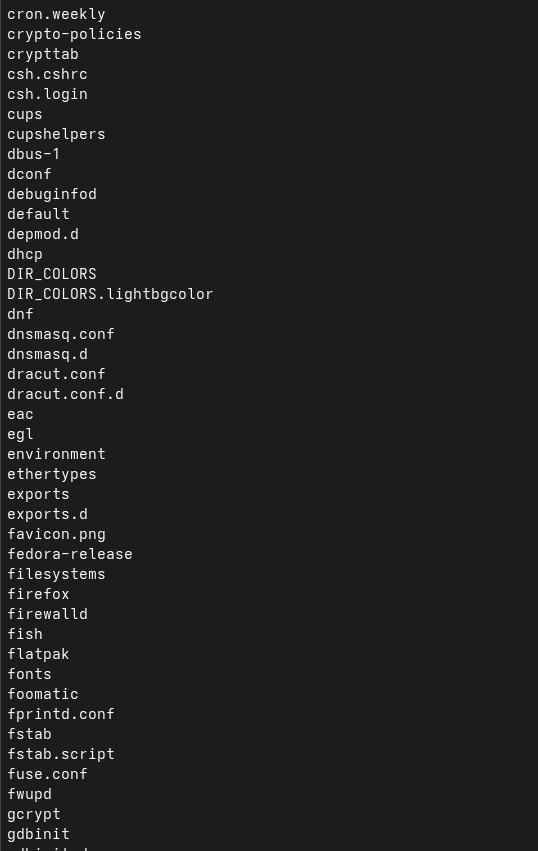 cron.weekly
crypto-policies
crypttab
csh.cshrc
csh.login
cups
cupshelpers
dbus-1
dconf
debuginfod
default
depmod.d
dhcp
DIR_COLORS
DIR_COLORS.lightbgcolor
dnf
dnsmasq.conf
dnsmasq.d
dracut.conf
dracut.conf.d
eac
egl
environment
ethertypes
exports
exports.d
favicon.png
fedora-release
filesystems
firefox
firewalld
fish
flatpak
fonts
foomatic
fprintd.conf
fstab
fstab.script
fuse.conf
fwupd
gcrypt
gdbinit